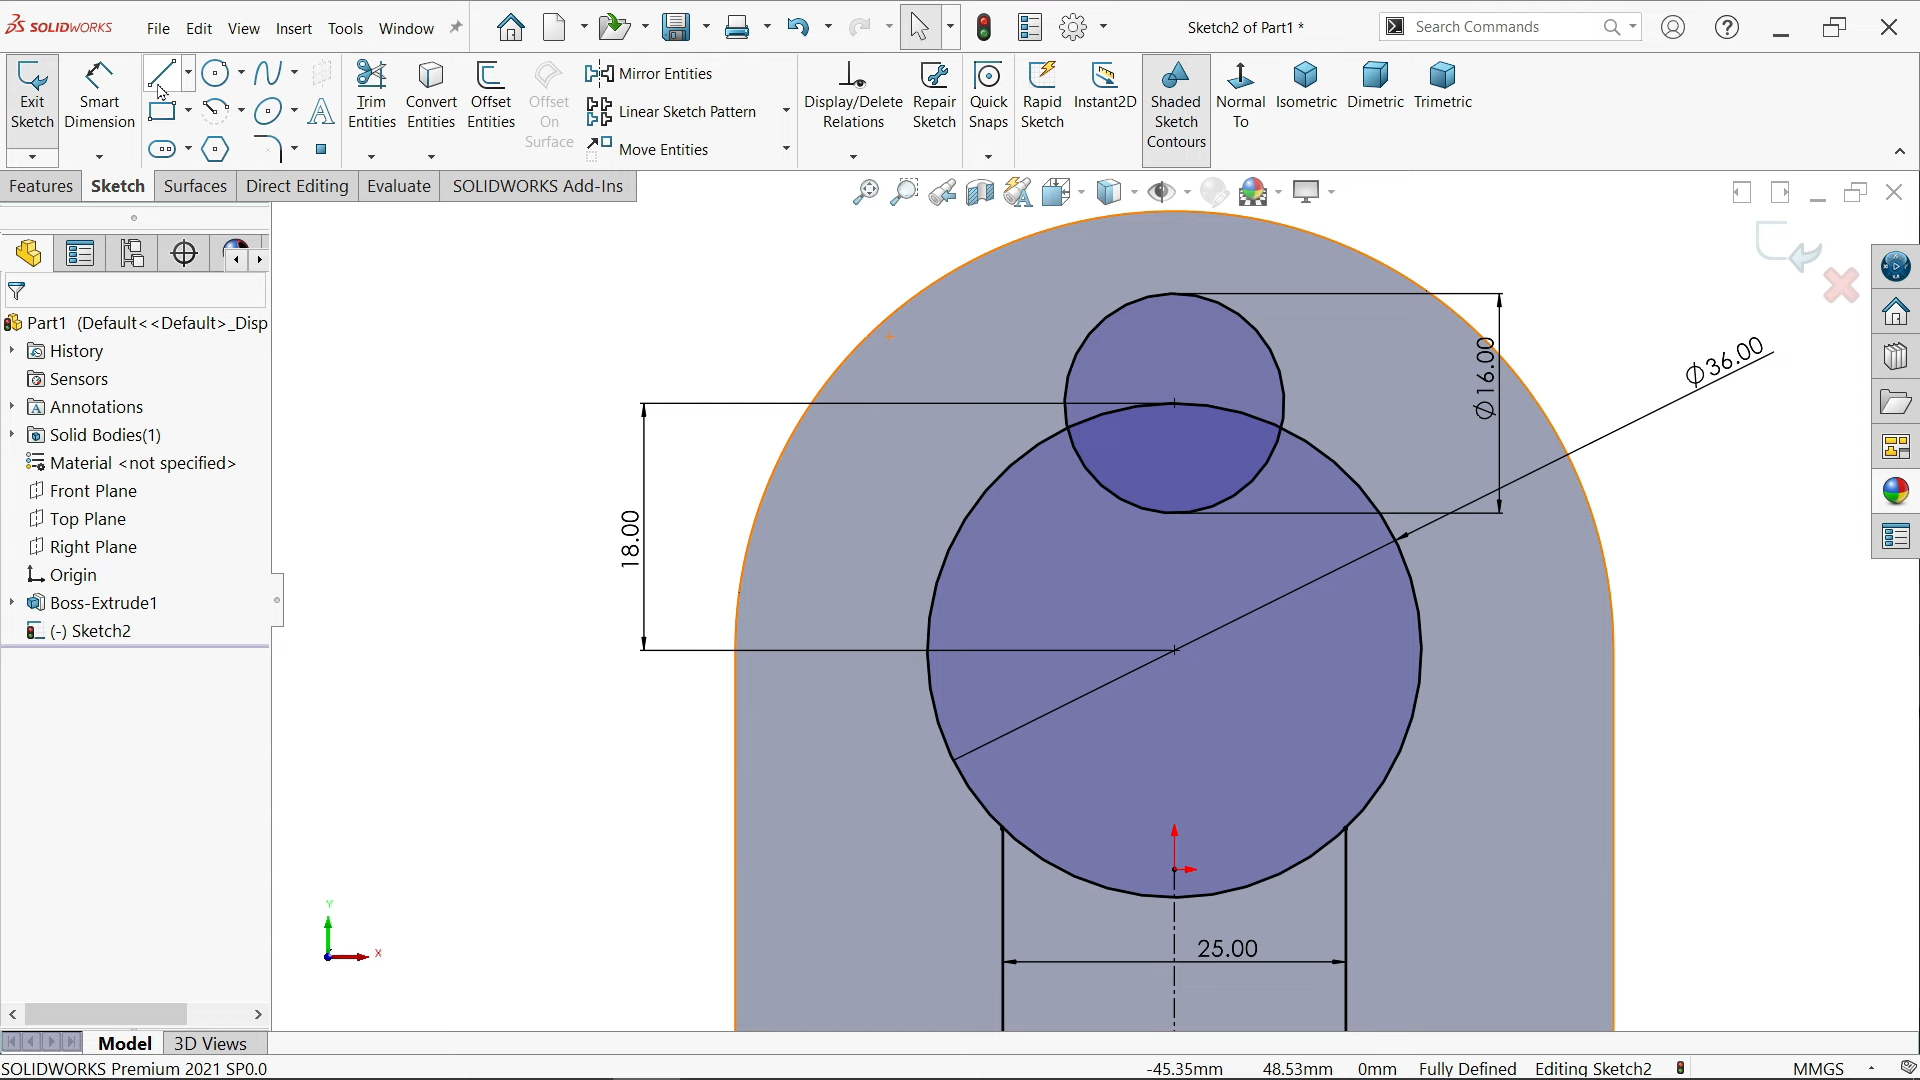 SOLIDWORKS File Edit View Insert Tools Window Sketch2 of Part1 * Search Commands
Exit Sketch
Smart Dimension
Trim Entities
Convert Entities
Offset Entities
Offset On Surface
Mirror Entities
Linear Sketch Pattern
Move Entities
Display/Delete Relations
Repair Sketch
Quick Snaps
Rapid Sketch
Instant2D
Shaded Sketch Contours
Normal To
Isometric
Dimetric
Trimetric
Features Sketch Surfaces Direct Editing Evaluate SOLIDWORKS Add-Ins
Part1 (Default<<Default>_Disp
History
Sensors
Annotations
Solid Bodies(1)
Material <not specified>
Front Plane
Top Plane
Right Plane
Origin
Boss-Extrude1
(-) Sketch2
⌀16.00
⌀36.00
18.00
25.00
Y
X
Model 3D Views
SOLIDWORKS Premium 2021 SP0.0 -45.35mm 48.53mm 0mm Fully Defined Editing Sketch2 MMGS